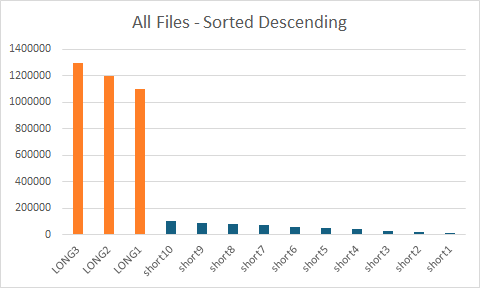 All Files - Sorted Descending
1400000
1200000
1000000
800000
600000
400000
200000
0
LONG3
LONG2
LONG1
short10
short9
short8
short7
short6
short5
short4
short3
short2
short1